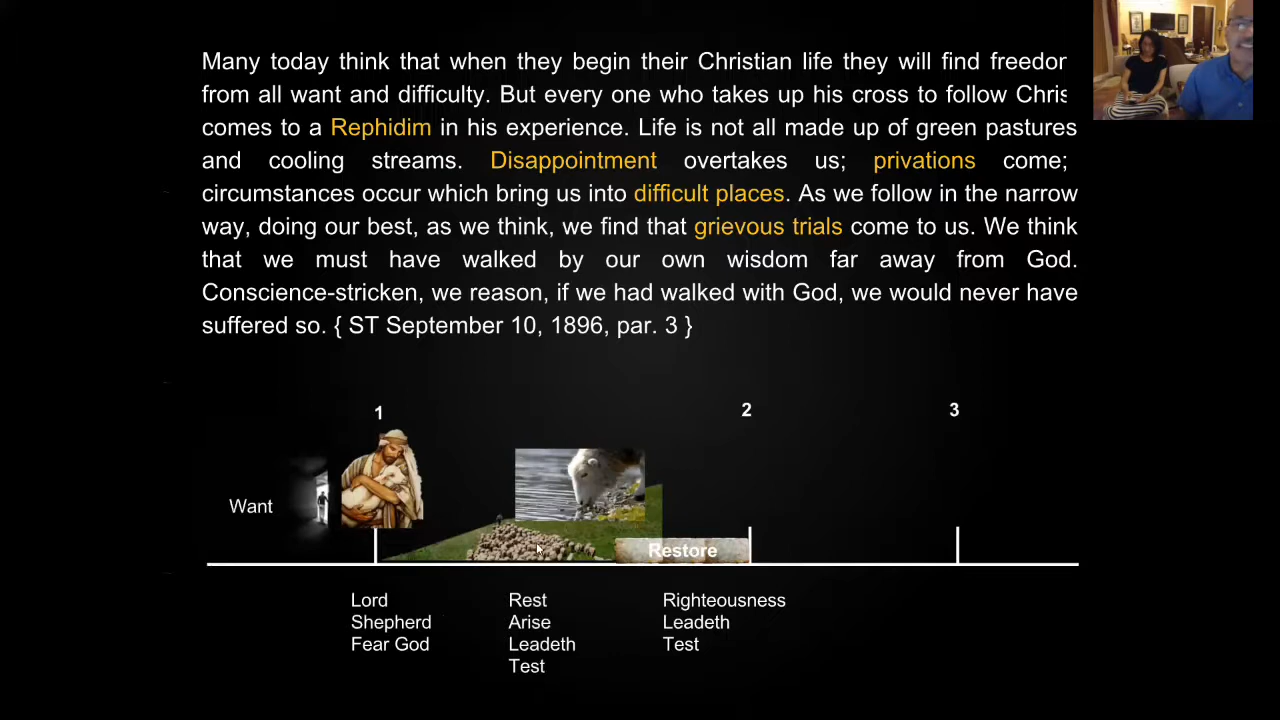 Many today think that when they begin their Christian life they will find freedor
from all want and difficulty. But every one who takes up his cross to follow Chris
comes to a Rephidim in his experience. Life is not all made up of green pastures
and cooling streams. Disappointment overtakes us; privations come;
circumstances occur which bring us into difficult places. As we follow in the narrow
way, doing our best, as we think, we find that grievous trials come to us. We think
that we must have walked by our own wisdom far away from God.
Conscience-stricken, we reason, if we had walked with God, we would never have
suffered so. { ST September 10, 1896, par. 3 }
1
2
3
Want
Restore
Lord
Shepherd
Fear God
Rest
Arise
Leadeth
Test
Righteousness
Leadeth
Test